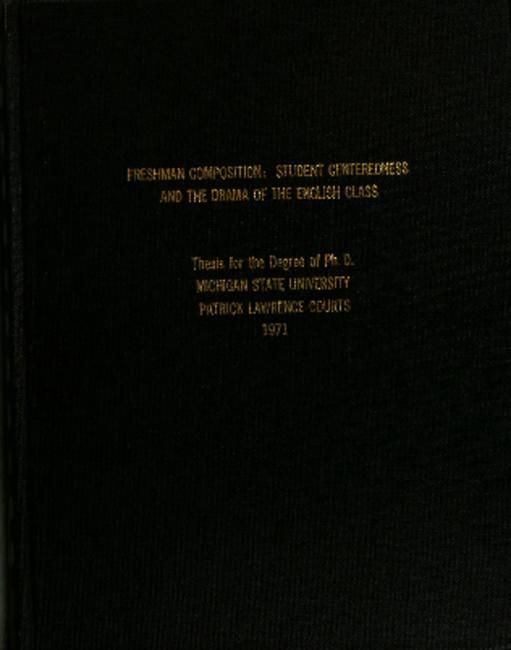 FRESHMAN COMPOSITION: STUDENT CENTEREDNESS
AND THE DRAMA OF THE ENGLISH CLASS
Thesis for the Degree of Ph. D.
MICHIGAN STATE UNIVERSITY
PATRICK LAWRENCE COURTS
1971